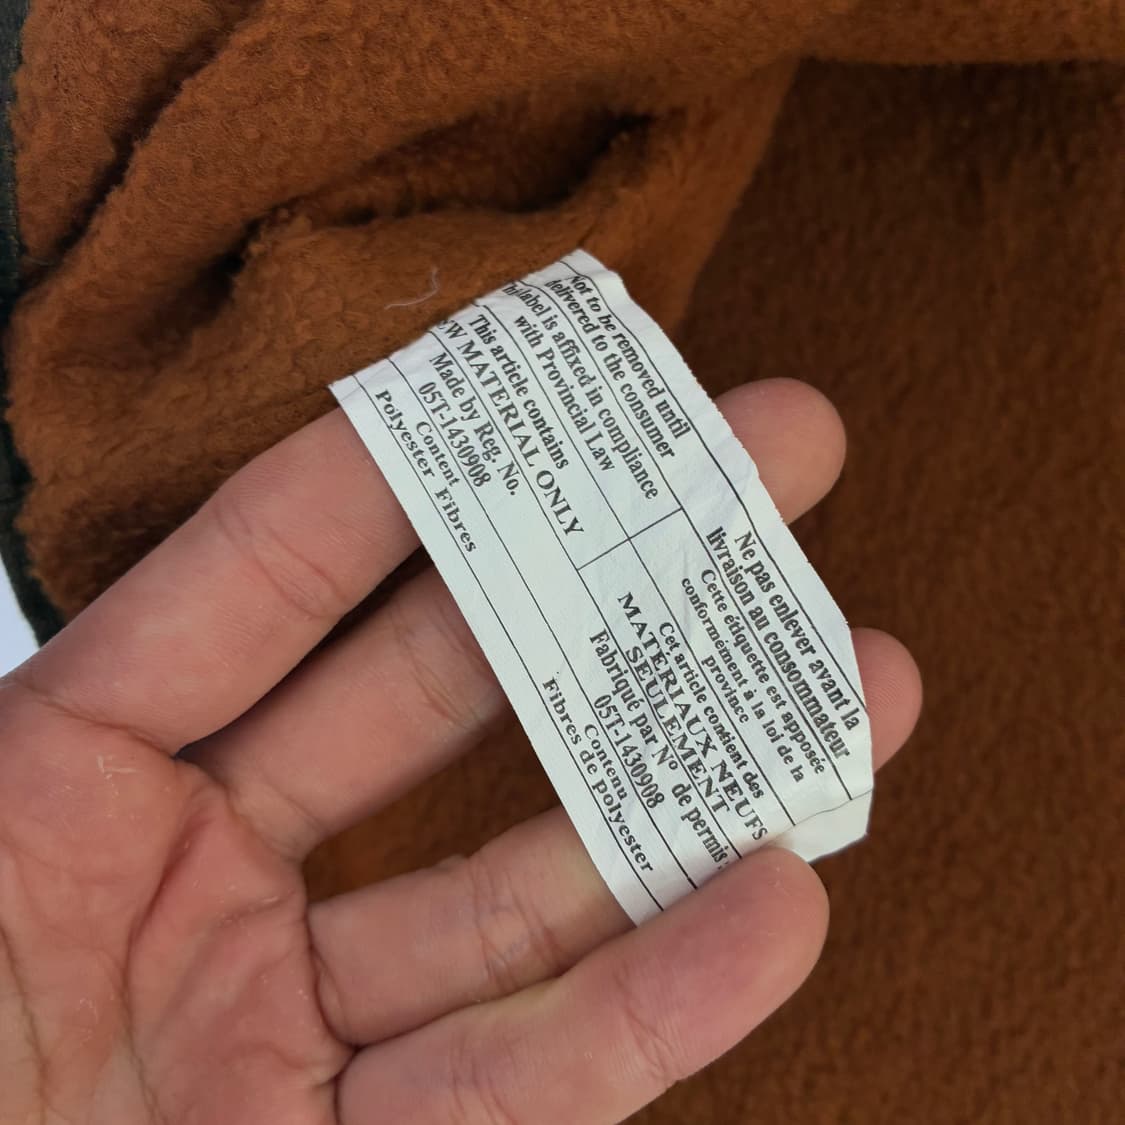 Not to be removed until
delivered to the consumer
label is affixed in compliance
with Provincial Law
This article contains
MATERIAL ONLY
Made by Reg. No.
05T-1430908
Content
Polyester Fibres
Ne pas enlever avant la
livraison au consommateur
Cette étiquette est apposée
conformément à la loi de la
province
Cet article contient des
MATERIAUX NEUFS
SEULEMENT
Fabriqué par Nº de permis :
05T-1430908
Contenu
Fibres de polyester